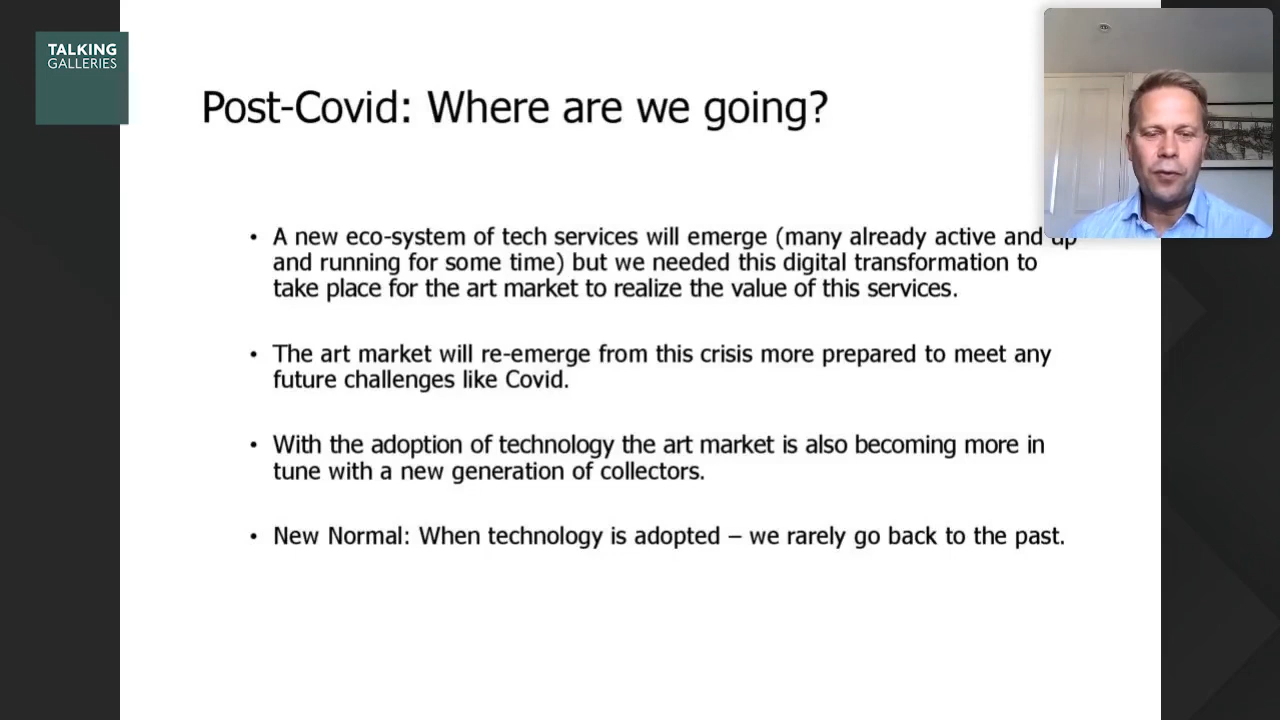 TALKING
GALLERIES
Post-Covid: Where are we going?
• A new eco-system of tech services will emerge (many already active and up
and running for some time) but we needed this digital transformation to
take place for the art market to realize the value of this services.
• The art market will re-emerge from this crisis more prepared to meet any
future challenges like Covid.
• With the adoption of technology the art market is also becoming more in
tune with a new generation of collectors.
• New Normal: When technology is adopted – we rarely go back to the past.